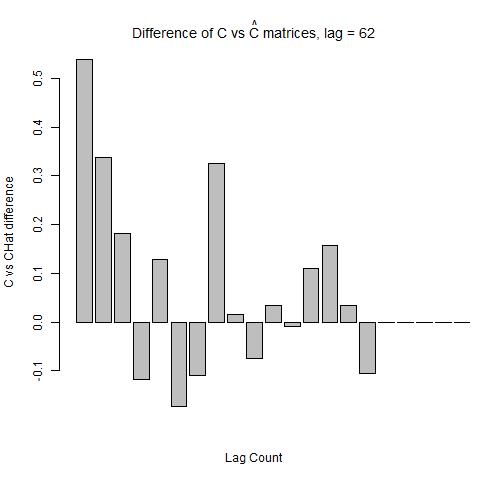 Difference of C vs Ĉ matrices, lag = 62
0.5
0.4
0.3
0.2
0.1
0.0
-0.1
C vs CHat difference
Lag Count